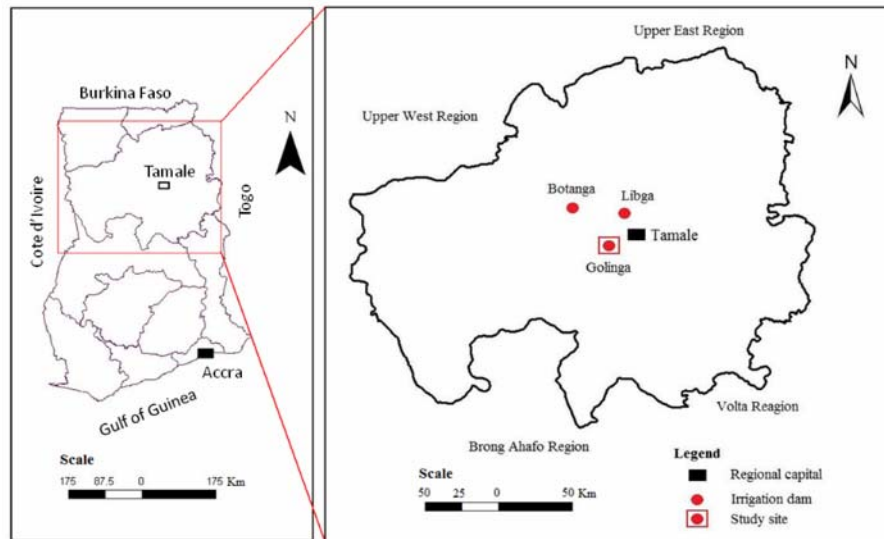 Burkina Faso
N
Tamale
Cote d'Ivoire
Togo
Accra
Gulf of Guinea
Scale
175 87.5 0 175 Km
Upper East Region
N
Upper West Region
Botanga
Libga
Tamale
Golinga
Volta Reagion
Brong Ahafo Region
Scale
50 25 0 50 Km
Legend
Regional capital
Irrigation dam
Study site